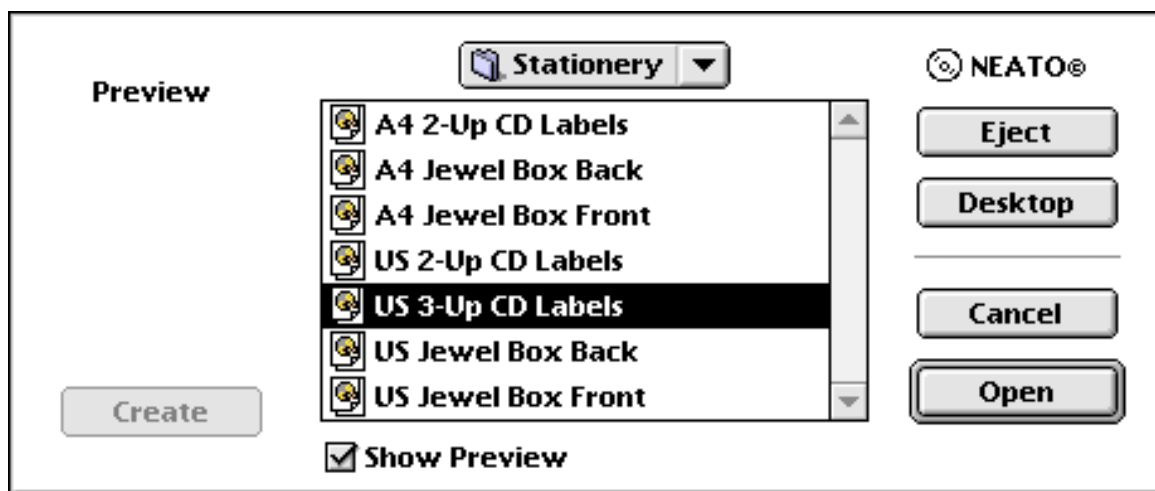 Preview
Create
Stationery
A4 2-Up CD Labels
A4 Jewel Box Back
A4 Jewel Box Front
US 2-Up CD Labels
US 3-Up CD Labels
US Jewel Box Back
US Jewel Box Front
Show Preview
NEATO®
Eject
Desktop
Cancel
Open